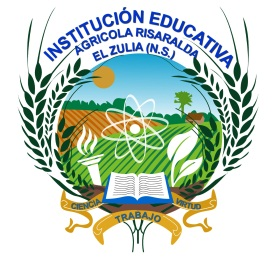 INSTITUCIÓN EDUCATIVA
AGRICOLA RISARALDA
EL ZULIA (N.S.)
CIENCIA
TRABAJO
VIRTUD